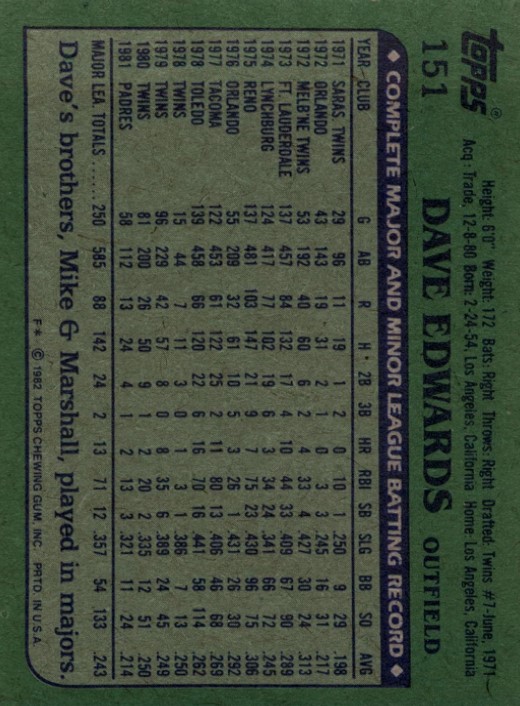 topps®
151
Height: 6'0" Weight: 172 Bats: Right Throws: Right Drafted: Twins #7-June, 1971
Acq.: Trade, 12-8-80 Born: 2-24-54, Los Angeles, California Home: Los Angeles, California
DAVE EDWARDS OUTFIELD
◆ COMPLETE MAJOR AND MINOR LEAGUE BATTING RECORD ◆
YEAR CLUB G AB R H 2B 3B HR RBI SB SLG BB SO AVG
1971 SARAS. TWINS 29 96 11 19 1 2 0 10 1 .250 9 29 .198
1972 ORLANDO 43 143 19 31 2 1 0 3 3 .245 16 31 .217
1972 MELB'NE TWINS 53 192 40 60 6 2 4 33 4 .427 30 24 .313
1973 FT. LAUDERDALE 137 457 84 132 17 4 10 44 33 .409 67 90 .289
1974 LYNCHBURG 124 417 77 102 19 6 3 34 24 .341 66 72 .245
1975 RENO 137 481 103 147 21 9 7 75 23 .430 96 75 .306
1976 ORLANDO 55 209 32 61 10 5 3 26 1 .431 26 30 .292
1977 TACOMA 122 453 61 122 25 2 11 80 13 .406 46 68 .269
1978 TOLEDO 139 458 66 120 22 6 16 70 16 .441 58 114 .262
1978 TWINS 15 44 7 11 3 0 1 3 1 .386 7 13 .250
1979 TWINS 96 229 42 57 8 0 8 35 6 .389 24 45 .249
1980 TWINS 81 200 26 50 9 1 2 20 2 .335 12 51 .250
1981 PADRES 58 112 13 24 4 1 2 13 3 .321 11 24 .214
MAJOR LEA. TOTALS ...... 250 585 88 142 24 2 13 71 12 .357 54 133 .243
Dave's brothers, Mike & Marshall, played in majors.
F* © 1982 TOPPS CHEWING GUM, INC. PRTD. IN U.S.A.